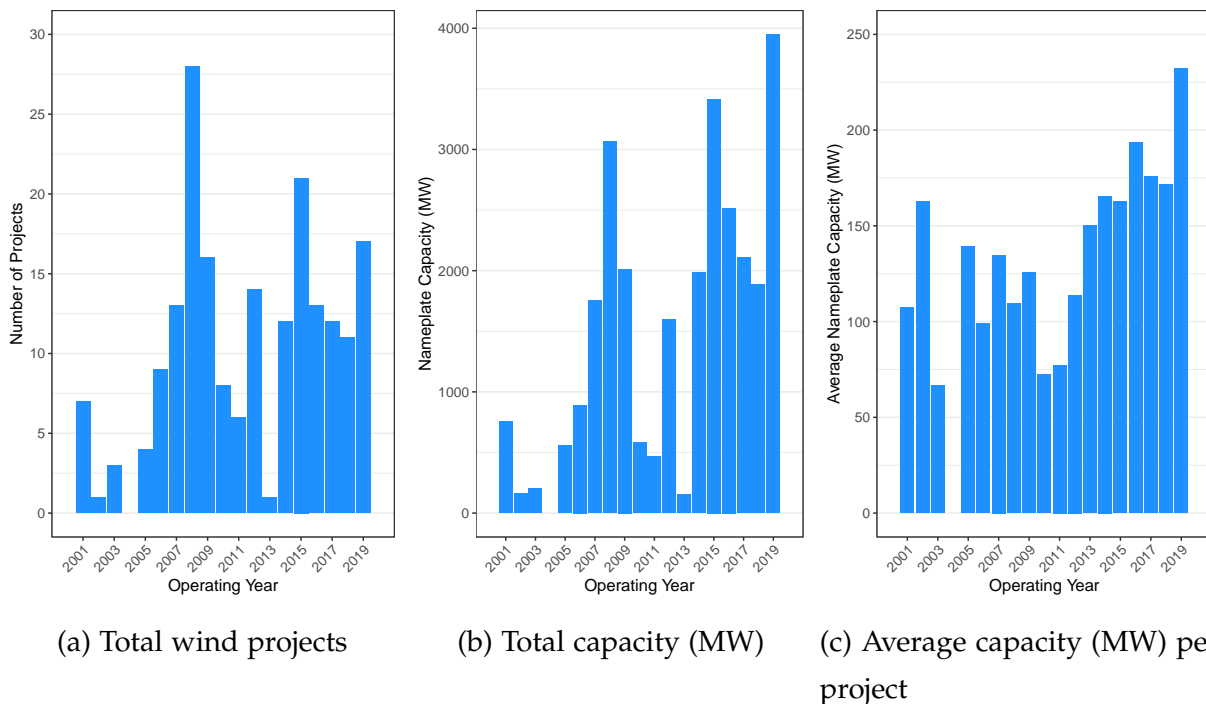 30
25
20
15
10
5
0
Number of Projects
2001 2003 2005 2007 2009 2011 2013 2015 2017 2019
Operating Year
(a) Total wind projects
4000
3000
2000
1000
0
Nameplate Capacity (MW)
2001 2003 2005 2007 2009 2011 2013 2015 2017 2019
Operating Year
(b) Total capacity (MW)
250
200
150
100
50
0
Average Nameplate Capacity (MW)
2001 2003 2005 2007 2009 2011 2013 2015 2017 2019
Operating Year
(c) Average capacity (MW) pe
project